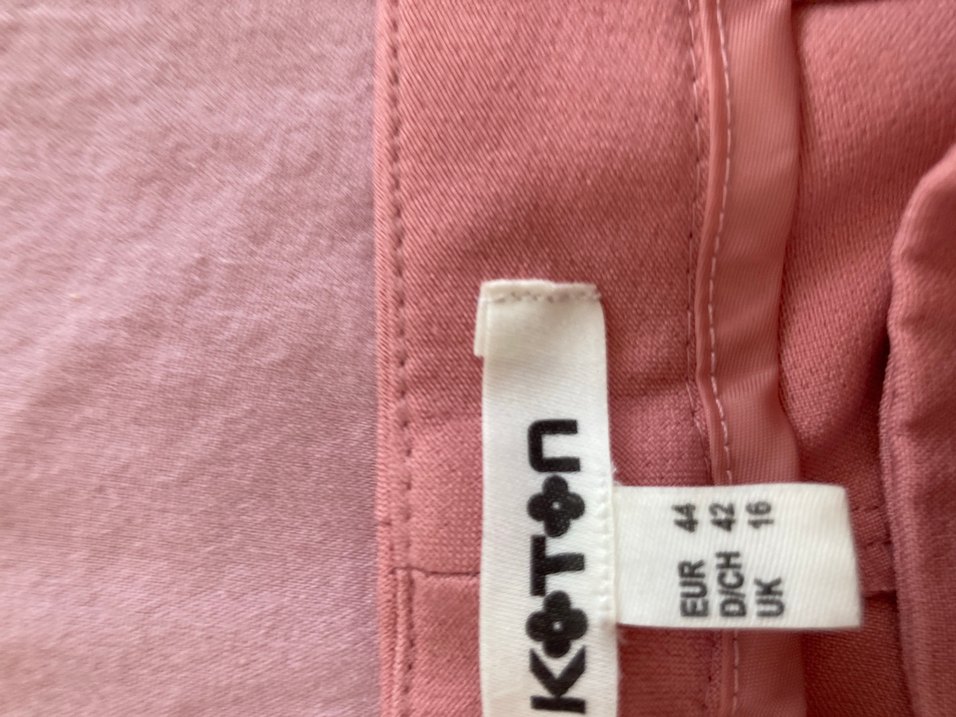 KOTON
EUR 44
D/CH 42
UK 16